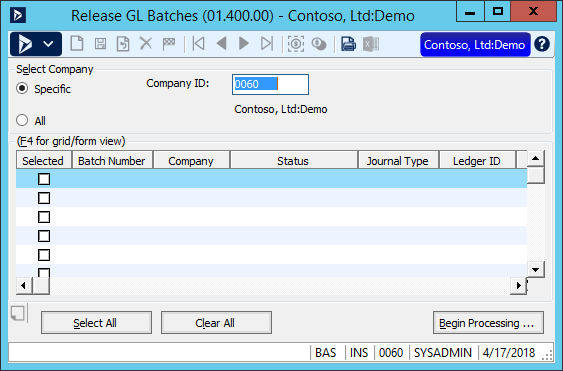 Release GL Batches (01.400.00) - Contoso, Ltd:Demo
Contoso, Ltd:Demo
Select Company
Specific
Company ID:
0060
Contoso, Ltd:Demo
All
(F4 for grid/form view)
Selected Batch Number Company Status Journal Type Ledger ID
Select All
Clear All
Begin Processing ...
BAS INS 0060 SYSADMIN 4/17/2018